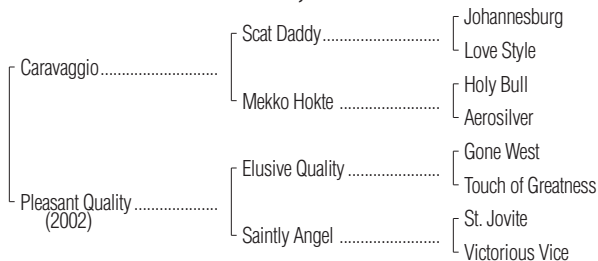 Johannesburg
Scat Daddy
Love Style
Caravaggio
Holy Bull
Mekko Hokte
Aerosilver
Gone West
Elusive Quality
Touch of Greatness
Pleasant Quality
(2002)
St. Jovite
Saintly Angel
Victorious Vice